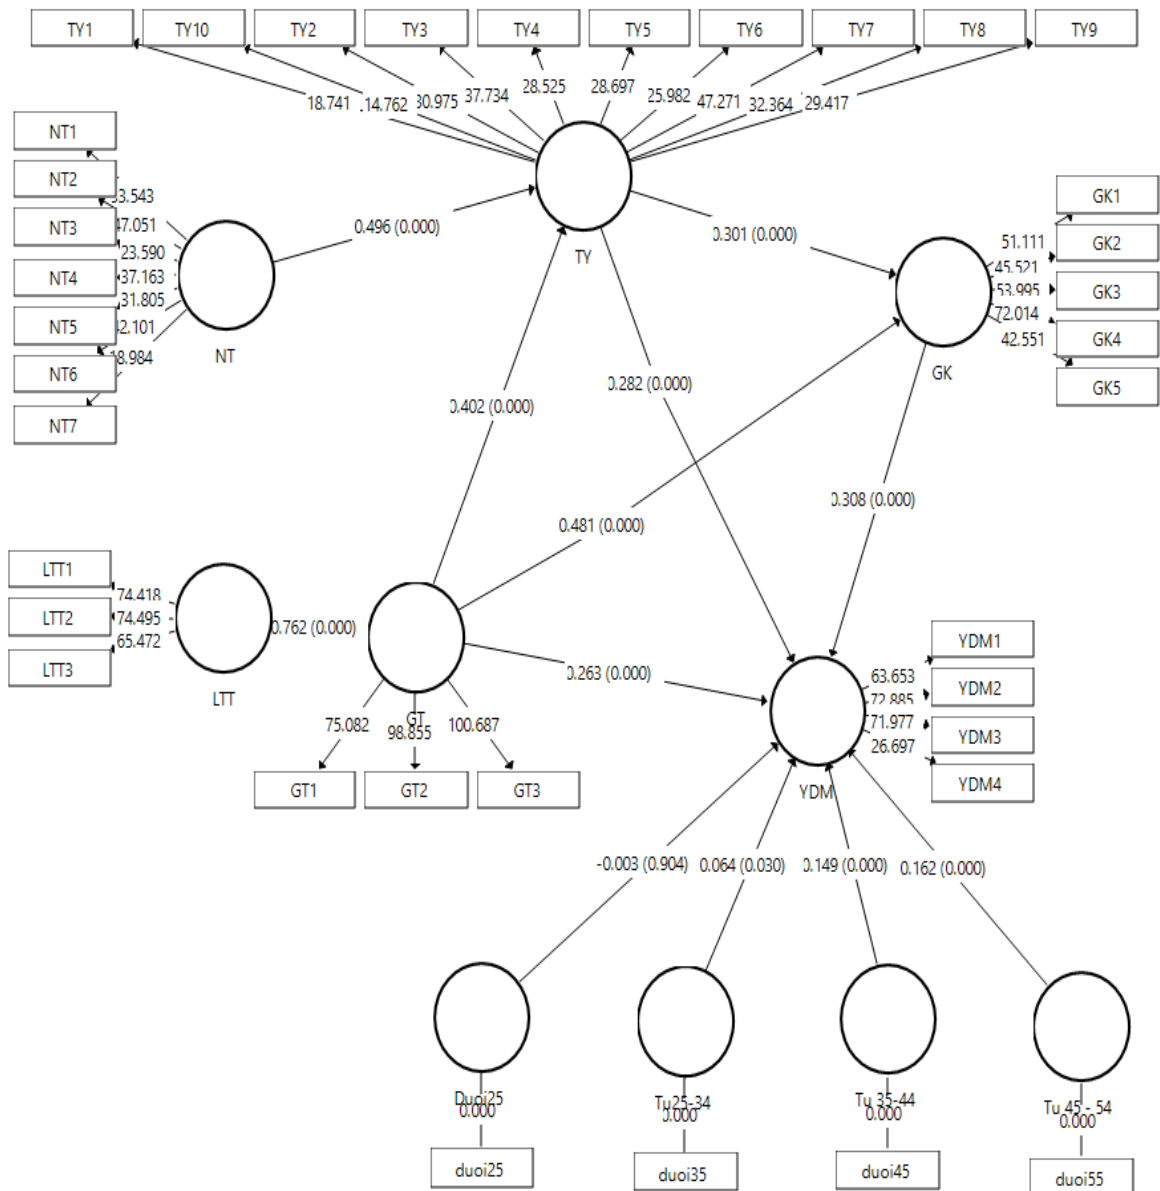 TY1 TY10 TY2 TY3 TY4 TY5 TY6 TY7 TY8 TY9
18.741 14.762 30.975 37.734 28.525 28.697 25.982 47.271 32.364 29.417
NT1
NT2
NT3
NT4
NT5
NT6
NT7
47.051
23.590
37.163
31.805
NT
0.496 (0.000)
TY
0.301 (0.000)
GK1
GK2
GK3
GK4
GK5
51.111
45.521
53.995
72.014
42.551
GK
0.402 (0.000)
0.282 (0.000)
0.481 (0.000)
0.308 (0.000)
LTT1
LTT2
LTT3
74.418
74.495
65.472
LTT
0.762 (0.000)
GT
0.263 (0.000)
75.082 98.855 100.687
GT1 GT2 GT3
YDM1
YDM2
YDM3
YDM4
63.653
72.885
71.977
26.697
YDM
-0.003 (0.904) 0.064 (0.030) 0.149 (0.000) 0.162 (0.000)
Duoi25 Tu25-34 Tu 35-44 Tu 45 - 54
0.000 0.000 0.000 0.000
duoi25 duoi35 duoi45 duoi55